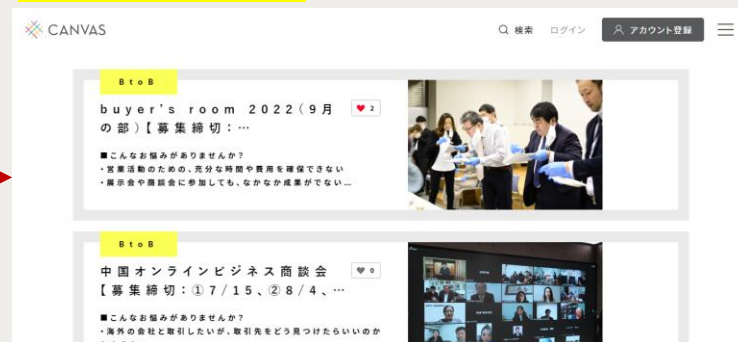 CANVAS
検索
ログイン
アカウント登録
BtoB
buyer's room 2022(9月
の部)【募集締切：…
2
■こんなお悩みがありませんか？
・営業活動のための、充分な時間や費用を確保できない
・展示会や商談会に参加しても、なかなか成果がでない…
BtoB
中国オンラインビジネス商談会
【募集締切：①7/15、②8/4、…
0
■こんなお悩みがありませんか？
・海外の会社と取引したいが、取引先をどう見つけたらいいのか